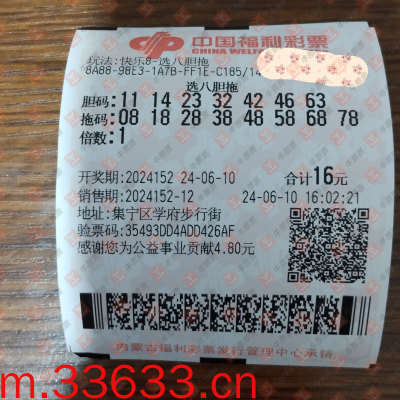 中国福利彩票
CHINA WELFARE
玩法:快乐8-选八胆拖
8A88-98E3-1A7B-FF1E-C185/14
选八胆拖
胆码:11 14 23 32 42 46 63
拖码:08 18 28 38 48 58 68 78
倍数:1
开奖期:2024152 24-06-10 合计16元
销售期:2024152-12 24-06-10 16:02:21
地址:集宁区学府步行街
验票码:35493DD4ADD426AF
感谢您为公益事业贡献4.80元
内蒙古福利彩票发行管理中心承销
m.33633.cn